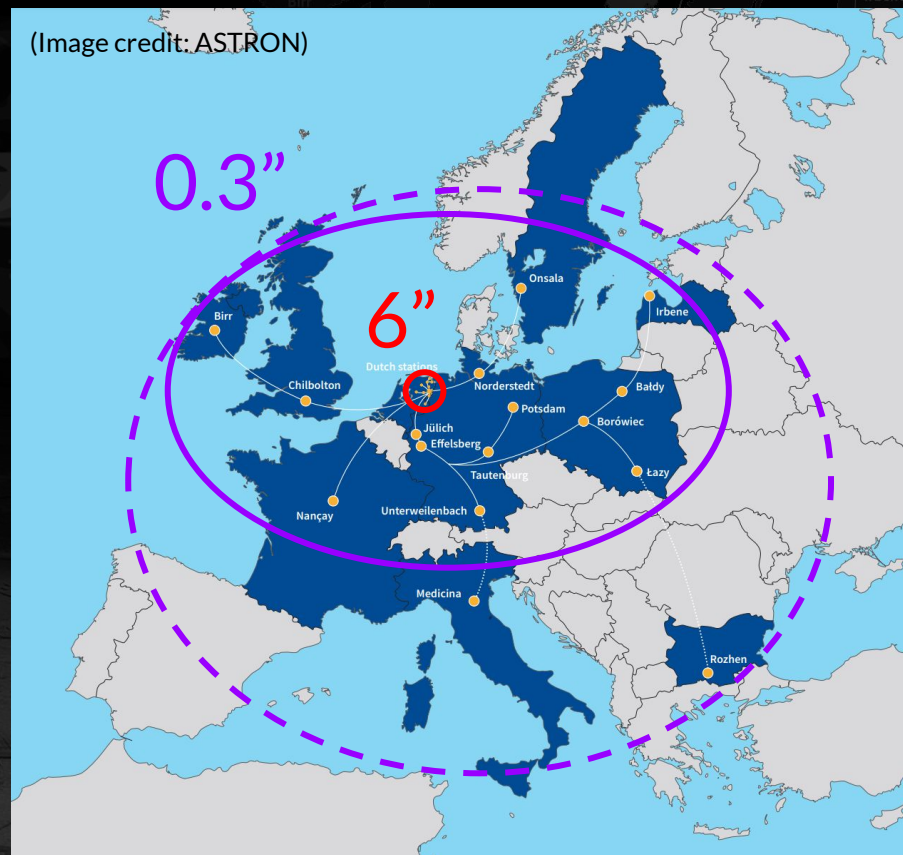 (Image credit: ASTRON)
0.3”
6”
Onsala
Irbene
Birr
Dutch stations
Norderstedt
Bałdy
Chilbolton
Potsdam
Borówiec
Jülich
Effelsberg
Tautenburg
Łazy
Nançay
Unterweilenbach
Medicina
Rozhen